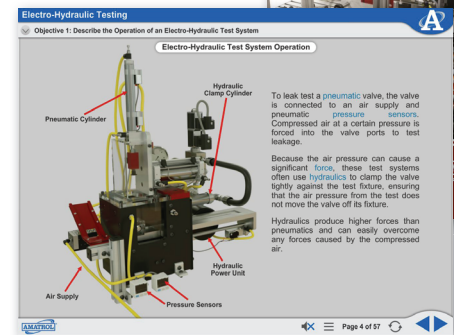 Electro-Hydraulic Testing
Objective 1: Describe the Operation of an Electro-Hydraulic Test System
A
Electro-Hydraulic Test System Operation
Hydraulic
Clamp Cylinder
Pneumatic Cylinder
To leak test a pneumatic valve, the valve
is connected to an air supply and
pneumatic pressure sensors.
Compressed air at a certain pressure is
forced into the valve ports to test
leakage.
Because the air pressure can cause a
significant force, these test systems
often use hydraulics to clamp the valve
tightly against the test fixture, ensuring
that the air pressure from the test does
not move the valve off its fixture.
Hydraulics produce higher forces than
pneumatics and can easily overcome
any forces caused by the compressed
air.
Hydraulic
Power Unit
Air Supply
Pressure Sensors
AMATROL
Page 4 of 57